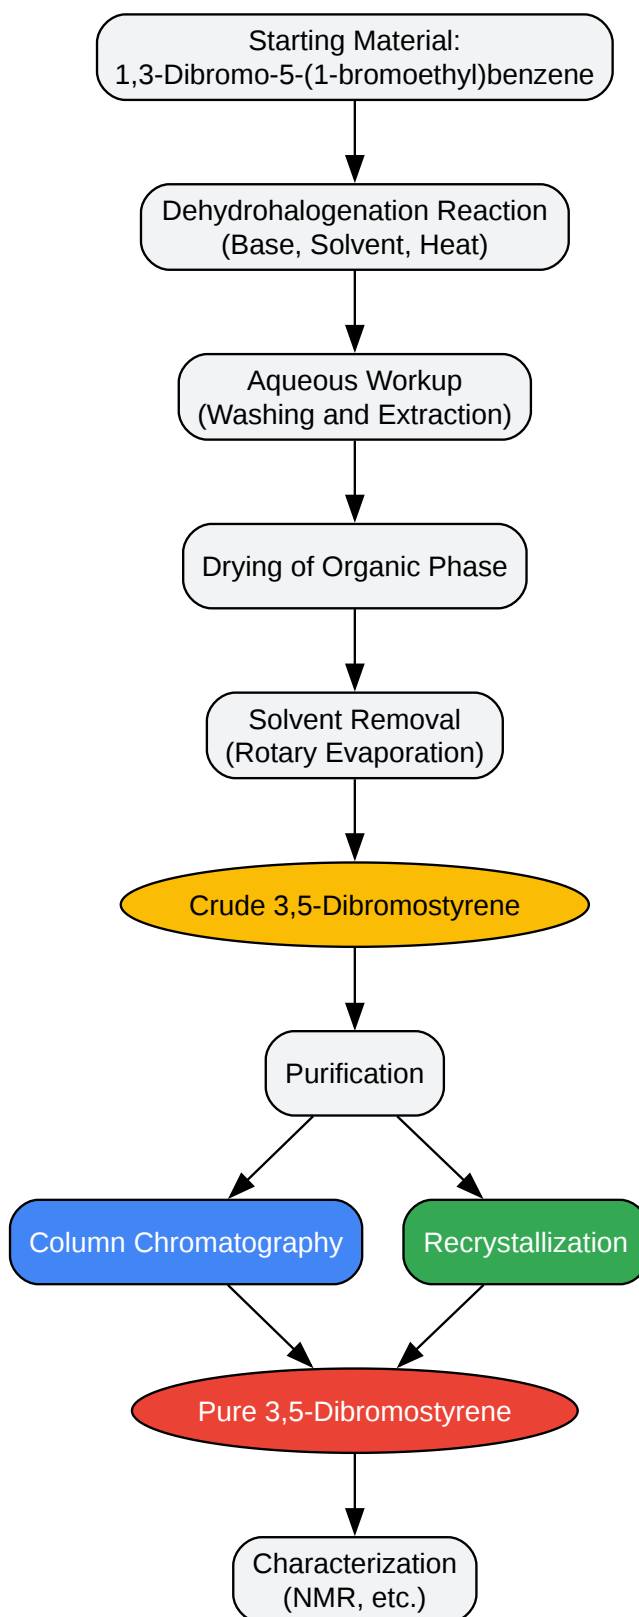 Starting Material:
1,3-Dibromo-5-(1-bromoethyl)benzene
Dehydrohalogenation Reaction
(Base, Solvent, Heat)
Aqueous Workup
(Washing and Extraction)
Drying of Organic Phase
Solvent Removal
(Rotary Evaporation)
Crude 3,5-Dibromostyrene
Purification
Column Chromatography
Recrystallization
Pure 3,5-Dibromostyrene
Characterization
(NMR, etc.)